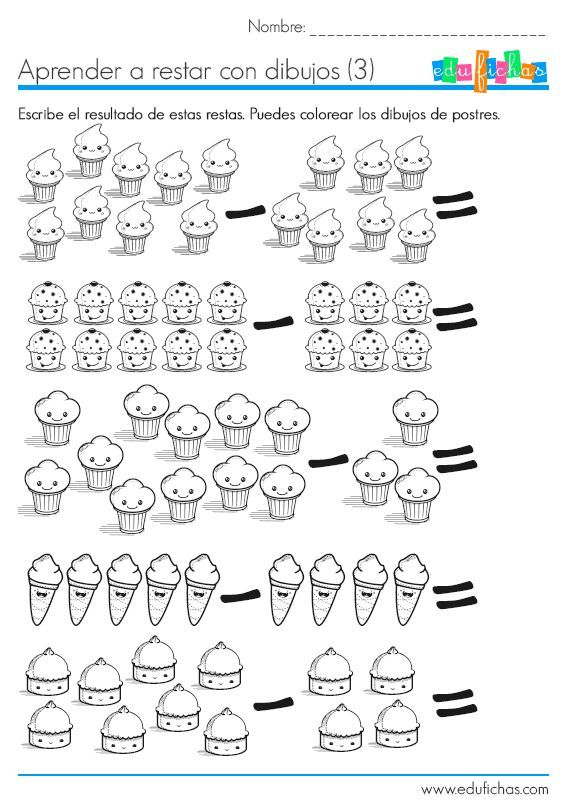 Nombre: ___________________________
Aprender a restar con dibujos (3)
edufichas
Escribe el resultado de estas restas. Puedes colorear los dibujos de postres.
www.edufichas.com